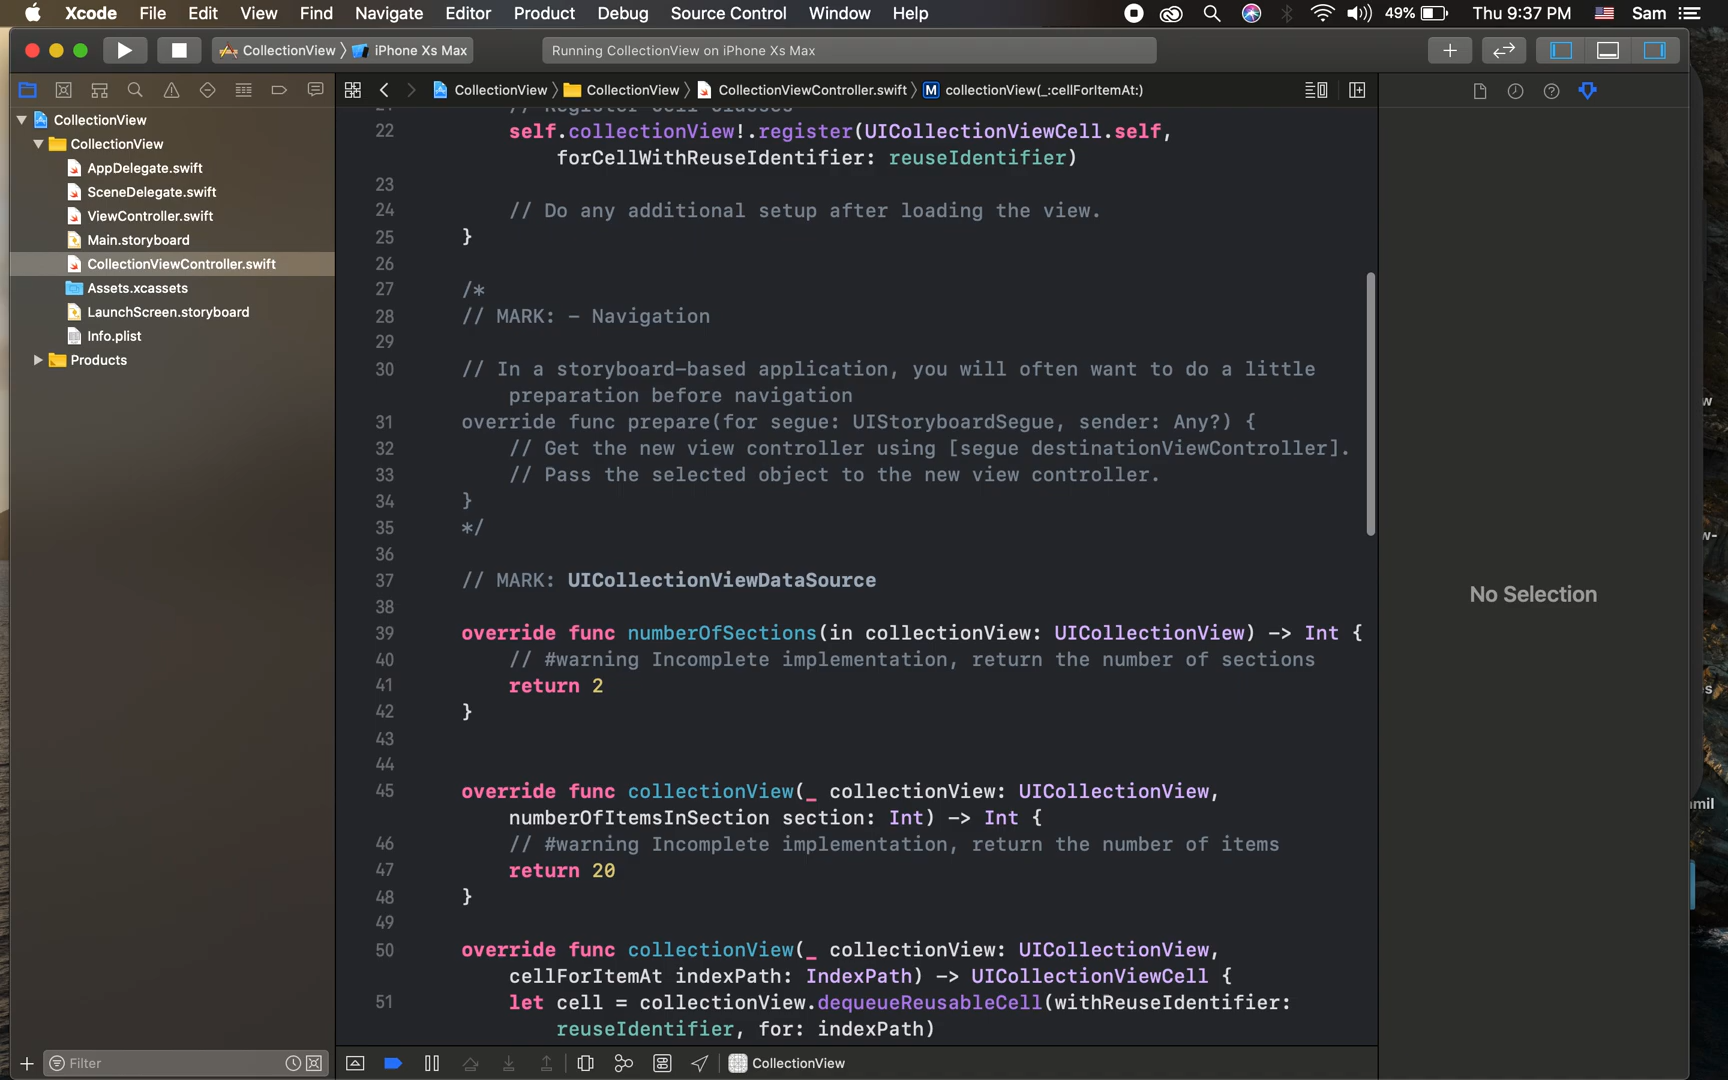 Xcode File Edit View Find Navigate Editor Product Debug Source Control Window Help 49% Thu 9:37 PM Sam
CollectionView 〉 iPhone Xs Max Running CollectionView on iPhone Xs Max
CollectionView 〉 CollectionView 〉 CollectionViewController.swift 〉 M collectionView(_:cellForItemAt:)
CollectionView
CollectionView
AppDelegate.swift
SceneDelegate.swift
ViewController.swift
Main.storyboard
CollectionViewController.swift
Assets.xcassets
LaunchScreen.storyboard
Info.plist
Products
Filter
22 self.collectionView!.register(UICollectionViewCell.self,
forCellWithReuseIdentifier: reuseIdentifier)
23
24 // Do any additional setup after loading the view.
25 }
26
27 /*
28 // MARK: - Navigation
29
30 // In a storyboard-based application, you will often want to do a little
preparation before navigation
31 override func prepare(for segue: UIStoryboardSegue, sender: Any?) {
32 // Get the new view controller using [segue destinationViewController].
33 // Pass the selected object to the new view controller.
34 }
35 */
36
37 // MARK: UICollectionViewDataSource
38
39 override func numberOfSections(in collectionView: UICollectionView) -> Int {
40 // #warning Incomplete implementation, return the number of sections
41 return 2
42 }
43
44
45 override func collectionView(_ collectionView: UICollectionView,
numberOfItemsInSection section: Int) -> Int {
46 // #warning Incomplete implementation, return the number of items
47 return 20
48 }
49
50 override func collectionView(_ collectionView: UICollectionView,
cellForItemAt indexPath: IndexPath) -> UICollectionViewCell {
51 let cell = collectionView.dequeueReusableCell(withReuseIdentifier:
reuseIdentifier, for: indexPath)
CollectionView
No Selection